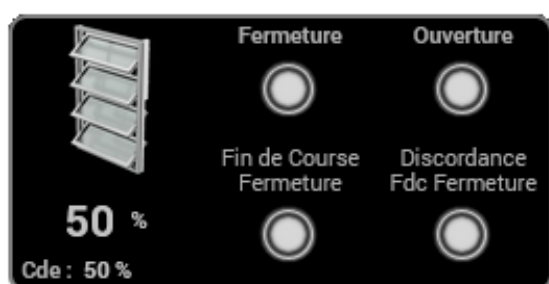 Fermeture
Ouverture
Fin de Course
Fermeture
Discordance
Fdc Fermeture
50 %
Cde : 50 %